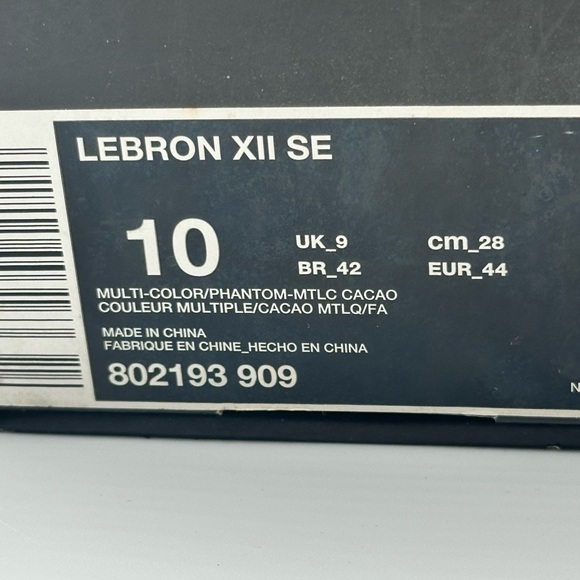 LEBRON XII SE
10
UK_9 cm_28
BR_42 EUR_44
MULTI-COLOR/PHANTOM-MTLC CACAO
COULEUR MULTIPLE/CACAO MTLQ/FA
MADE IN CHINA
FABRIQUE EN CHINE_HECHO EN CHINA
802193 909
N